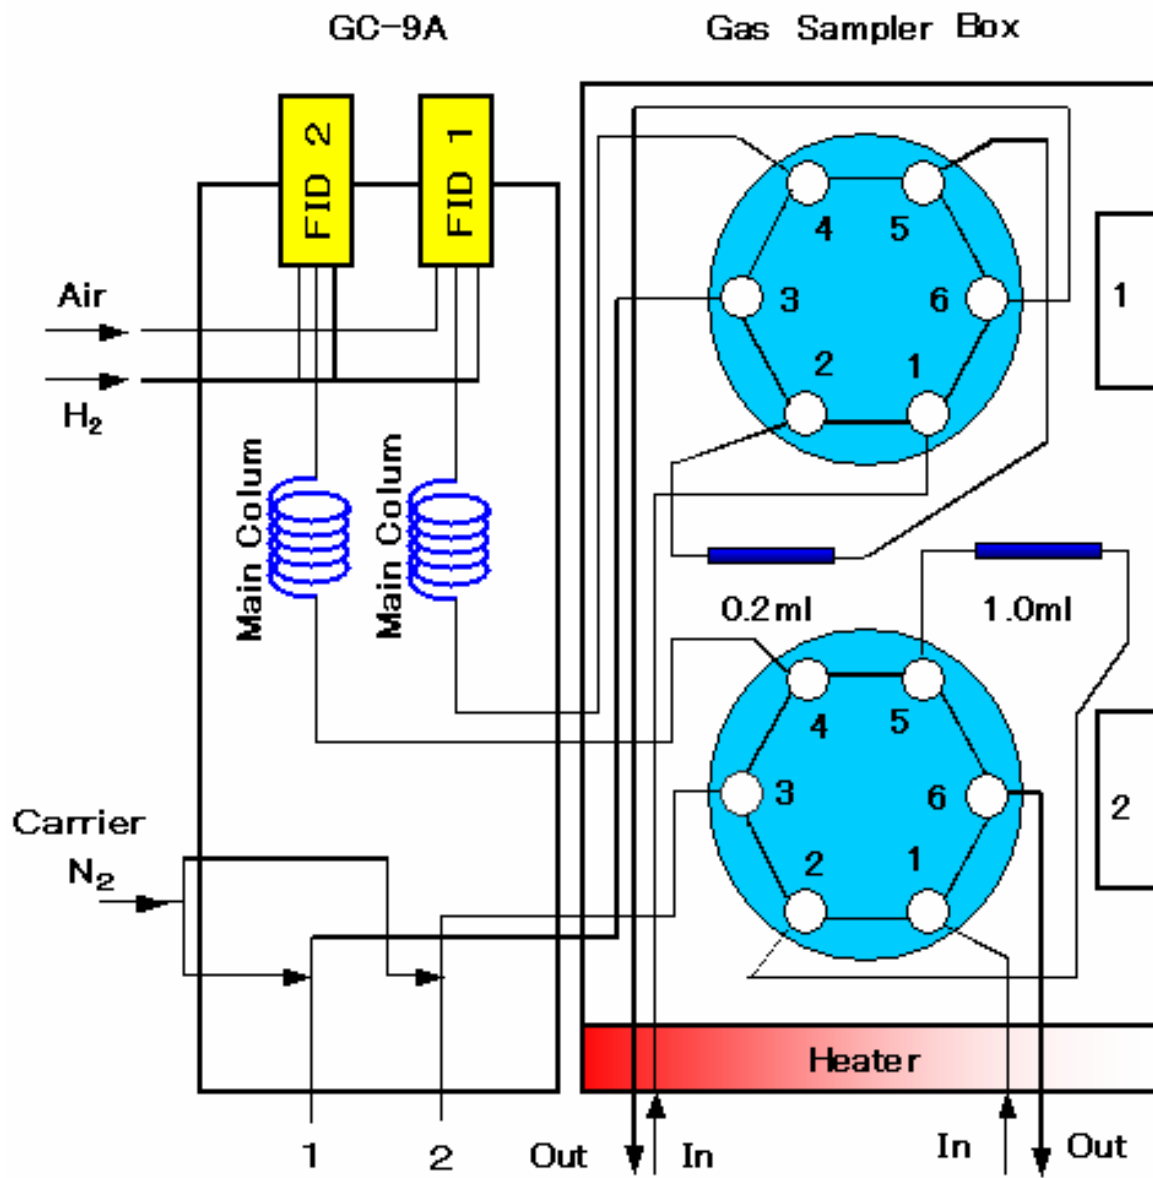 GC-9A
Gas Sampler Box
FID 2
FID 1
4
5
Air
3
6
1
H2
2
1
Main Colum
Main Colum
0.2ml
1.0ml
4
5
3
6
2
Carrier
N2
2
1
Heater
1
2
Out
In
In
Out